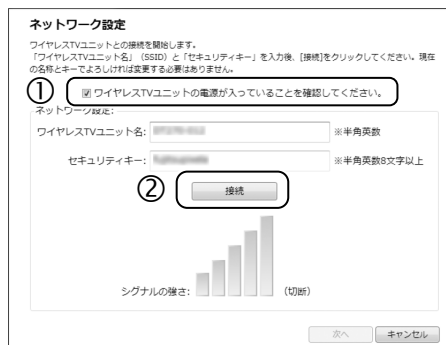 ネットワーク設定
ワイヤレスTVユニットとの接続を開始します。
「ワイヤレスTVユニット名」（SSID）と「セキュリティキー」を入力後、[接続]をクリックしてください。現在
の名称とキーでよろしければ変更する必要はありません。
① ワイヤレスTVユニットの電源が入っていることを確認してください。
ネットワーク設定:
ワイヤレスTVユニット名: ※半角英数
セキュリティキー: ※半角英数8文字以上
② 接続
シグナルの強さ: (切断)
次へ キャンセル